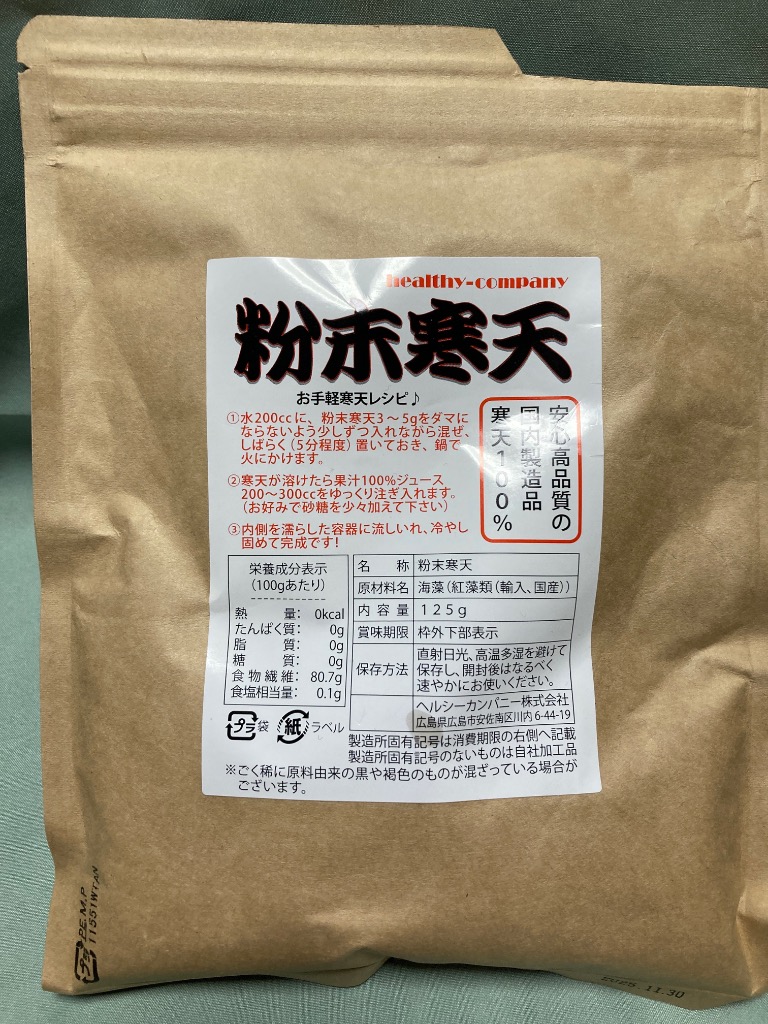 healthy-company
粉末寒天
お手軽寒天レシピ♪
①水200ccに、粉末寒天3～5gをダマに
ならないよう少しずつ入れながら混ぜ、
しばらく(5分程度)置いておき、鍋で
火にかけます。
②寒天が溶けたら果汁100%ジュース
200～300ccをゆっくり注ぎ入れます。
(お好みで砂糖を少々加えて下さい)
③内側を濡らした容器に流しいれ、冷やし
固めて完成です！
安心高品質の
国内製造品
寒天100%
栄養成分表示
(100gあたり)
熱量：0kcal
たんぱく質：0g
脂質：0g
糖質：0g
食物繊維：80.7g
食塩相当量：0.1g
名称 粉末寒天
原材料名 海藻(紅藻類(輸入、国産))
内容量 125g
賞味期限 枠外下部表示
保存方法 直射日光、高温多湿を避けて
保存し、開封後はなるべく
速やかにお使いください。
ヘルシーカンパニー株式会社
広島県広島市安佐南区川内6-44-19
プラ 袋 紙 ラベル
製造所固有記号は消費期限の右側へ記載
製造所固有記号のないものは自社加工品
※ごく稀に原料由来の黒や褐色のものが混ざっている場合が
ございます。
プラ PE.M.P
11551WTAN
2025.11.30